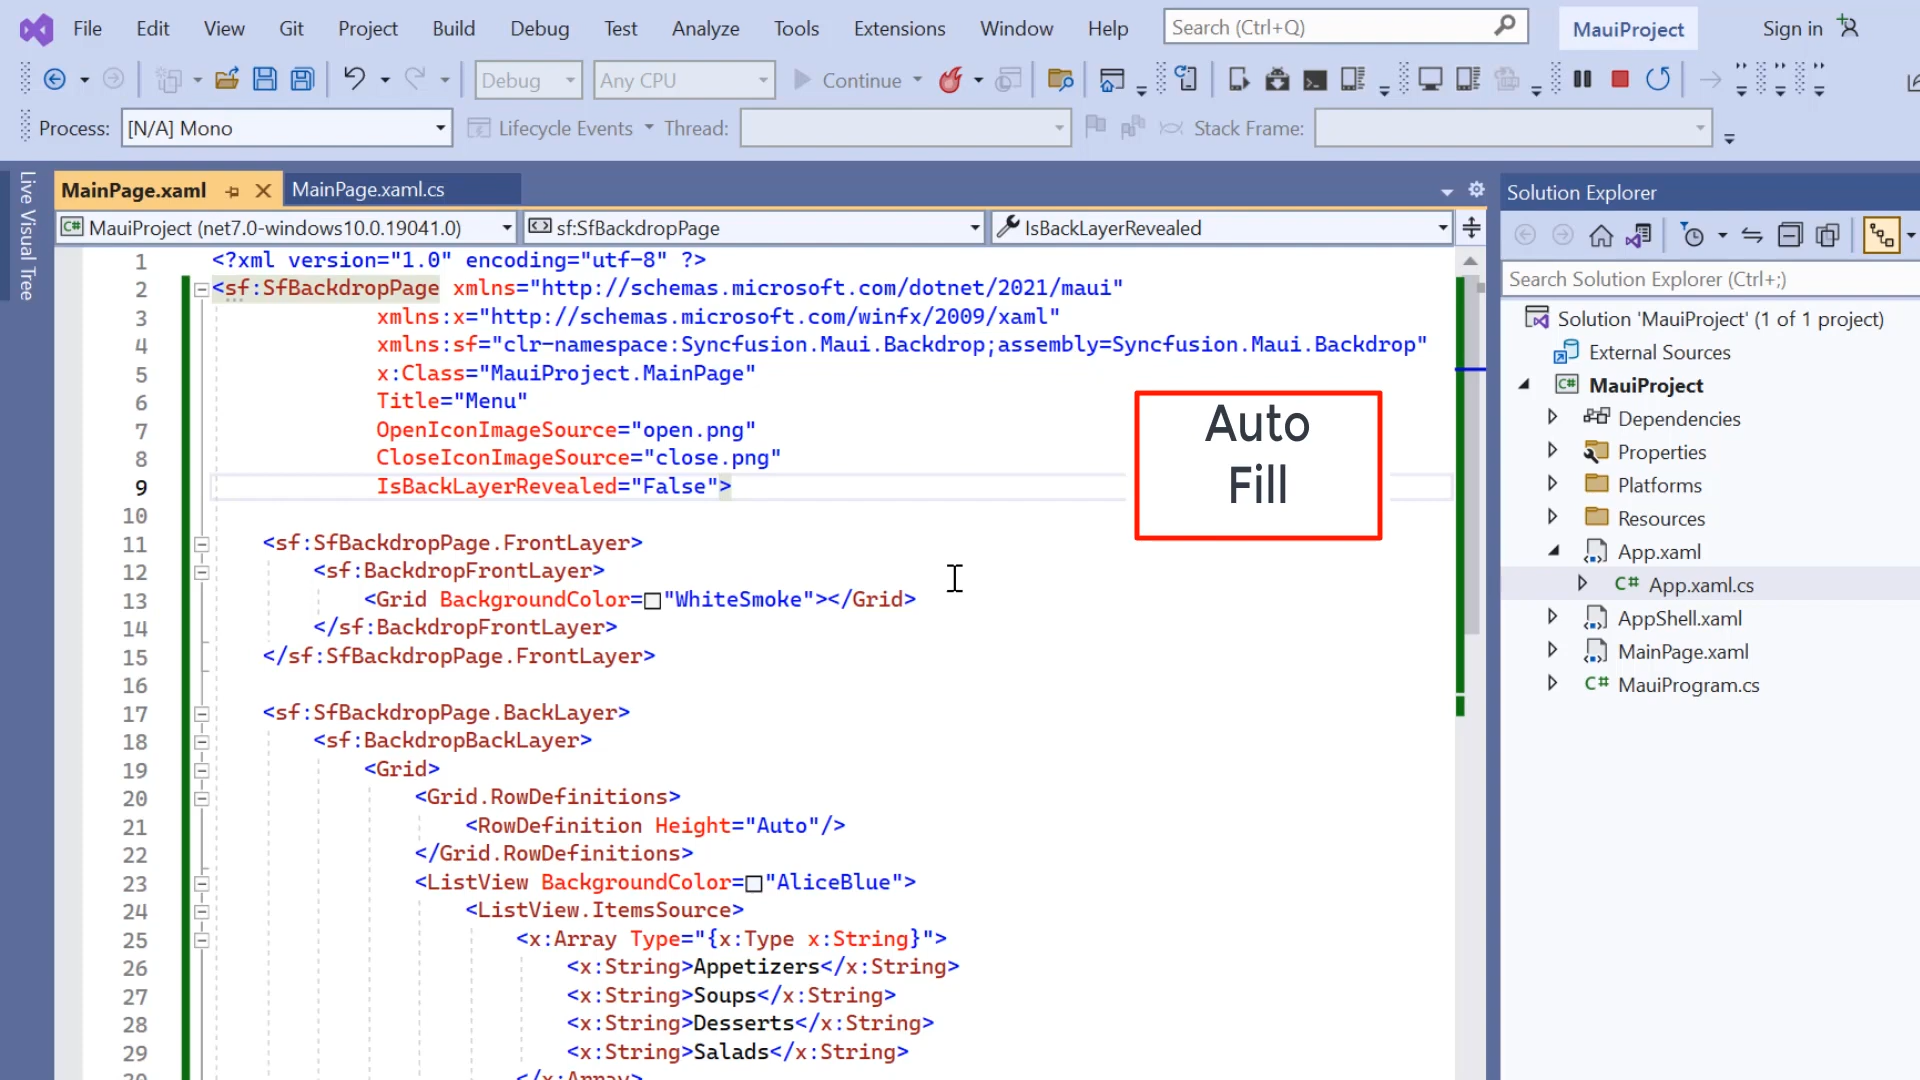 File Edit View Git Project Build Debug Test Analyze Tools Extensions Window Help Search (Ctrl+Q) MauiProject Sign in
Debug Any CPU Continue
Process: [N/A] Mono Lifecycle Events Thread: Stack Frame:
Live Visual Tree
MainPage.xaml MainPage.xaml.cs
MauiProject (net7.0-windows10.0.19041.0) sf:SfBackdropPage IsBackLayerRevealed
1 <?xml version="1.0" encoding="utf-8" ?>
2 <sf:SfBackdropPage xmlns="http://schemas.microsoft.com/dotnet/2021/maui"
3 xmlns:x="http://schemas.microsoft.com/winfx/2009/xaml"
4 xmlns:sf="clr-namespace:Syncfusion.Maui.Backdrop;assembly=Syncfusion.Maui.Backdrop"
5 x:Class="MauiProject.MainPage"
6 Title="Menu"
7 OpenIconImageSource="open.png"
8 CloseIconImageSource="close.png"
9 IsBackLayerRevealed="False">
10
11 <sf:SfBackdropPage.FrontLayer>
12 <sf:BackdropFrontLayer>
13 <Grid BackgroundColor="WhiteSmoke"></Grid>
14 </sf:BackdropFrontLayer>
15 </sf:SfBackdropPage.FrontLayer>
16
17 <sf:SfBackdropPage.BackLayer>
18 <sf:BackdropBackLayer>
19 <Grid>
20 <Grid.RowDefinitions>
21 <RowDefinition Height="Auto"/>
22 </Grid.RowDefinitions>
23 <ListView BackgroundColor="AliceBlue">
24 <ListView.ItemsSource>
25 <x:Array Type="{x:Type x:String}">
26 <x:String>Appetizers</x:String>
27 <x:String>Soups</x:String>
28 <x:String>Desserts</x:String>
29 <x:String>Salads</x:String>
30 </x:Array>
Auto
Fill
Solution Explorer
Search Solution Explorer (Ctrl+;)
Solution 'MauiProject' (1 of 1 project)
External Sources
C# MauiProject
Dependencies
Properties
Platforms
Resources
App.xaml
C# App.xaml.cs
AppShell.xaml
MainPage.xaml
C# MauiProgram.cs